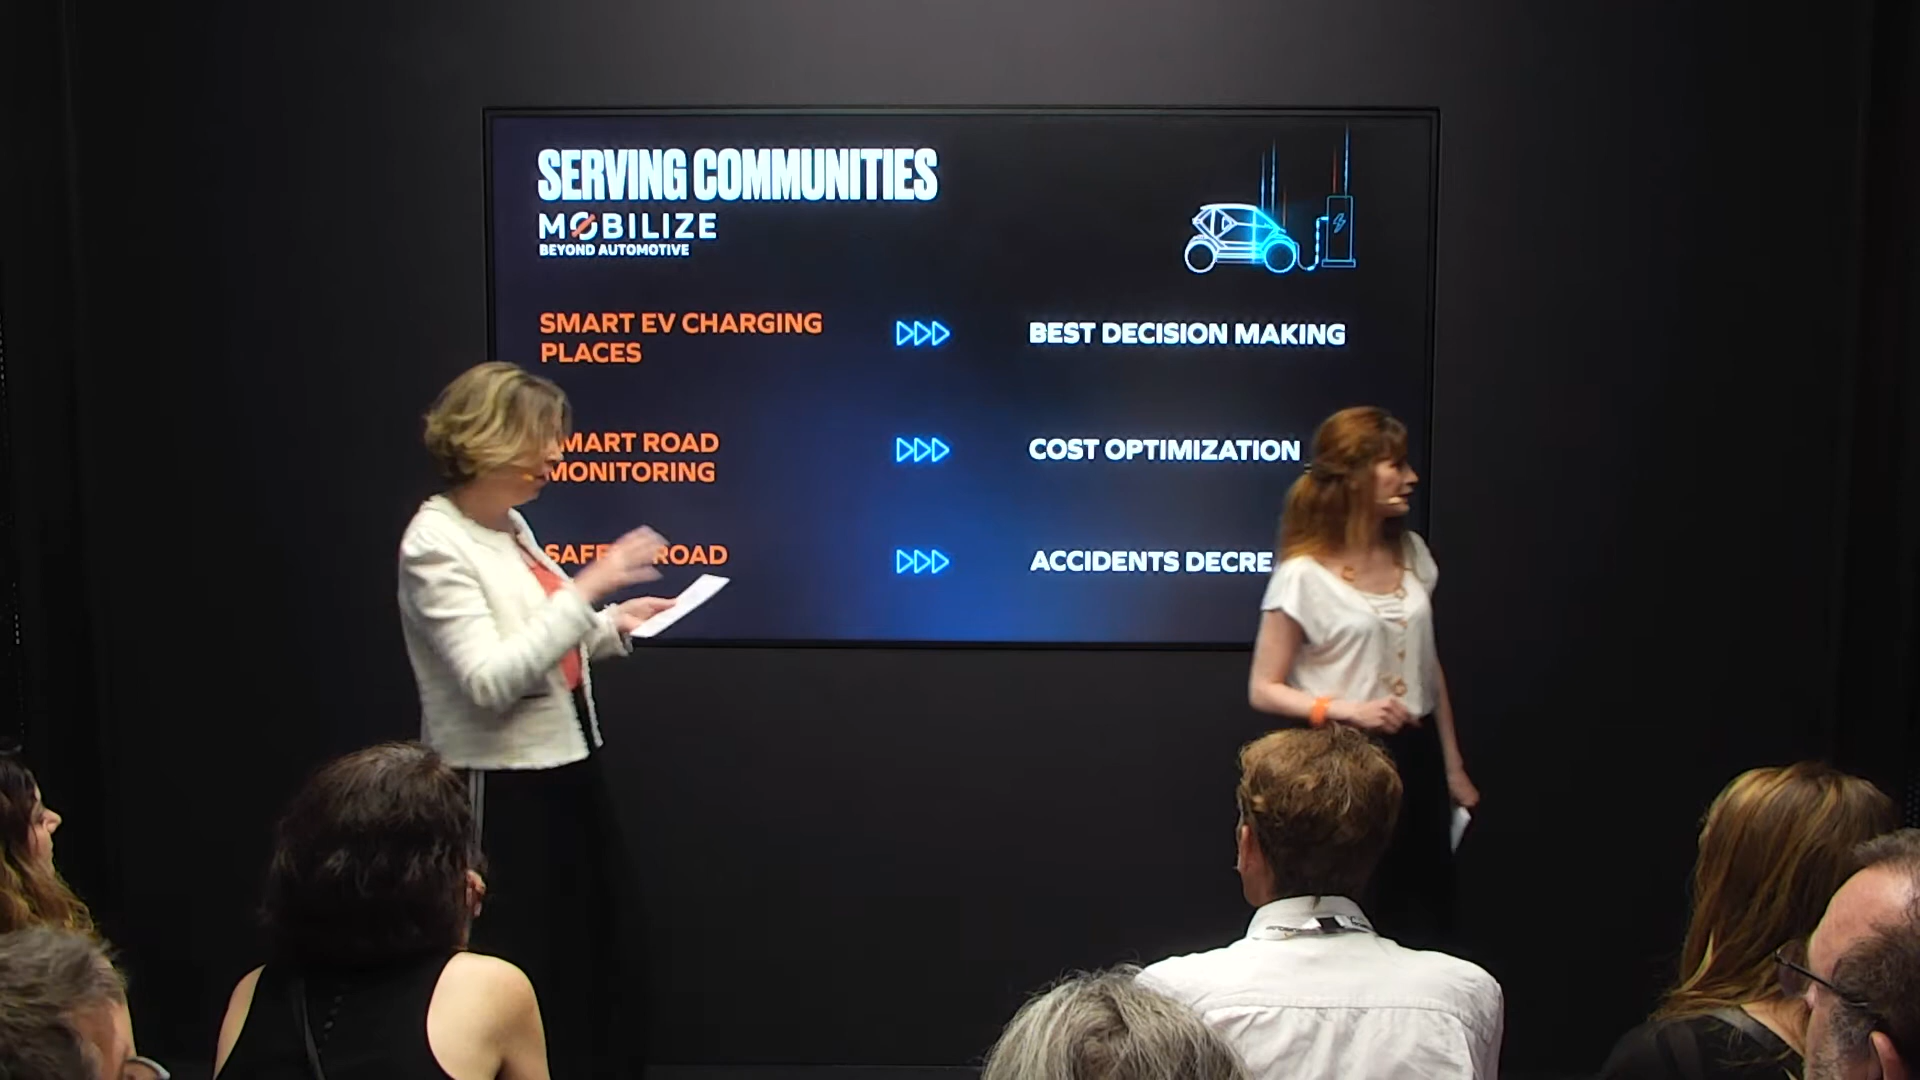 SERVING COMMUNITIES
MOBILIZE
BEYOND AUTOMOTIVE
SMART EV CHARGING
PLACES
BEST DECISION MAKING
MART ROAD
MONITORING
COST OPTIMIZATION
ROAD
ACCIDENTS DECRE